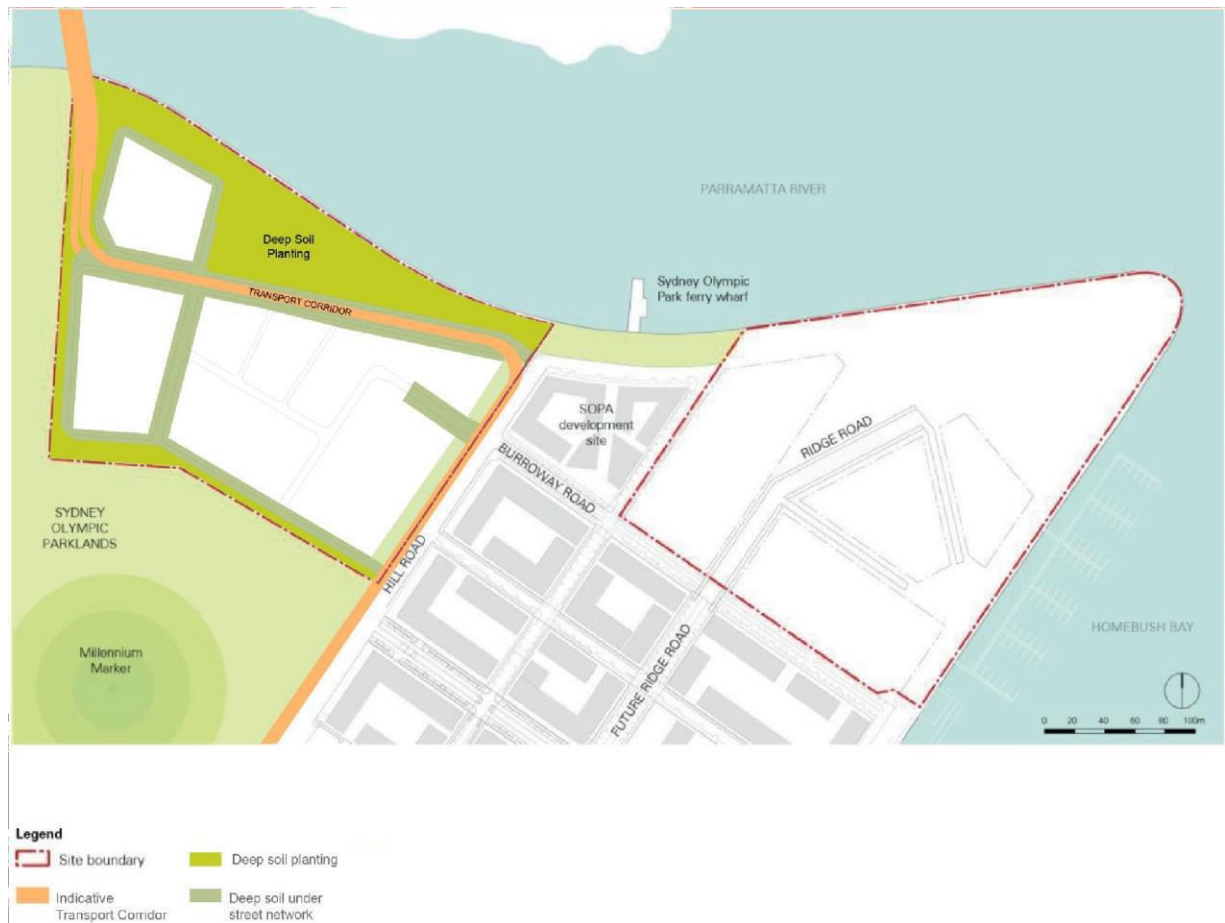 PARRAMATTA RIVER
Deep Soil
Planting
Sydney Olympic
Park ferry wharf
TRANSPORT CORRIDOR
SOPA
development
site
RIDGE ROAD
BURROWAY ROAD
SYDNEY
OLYMPIC
PARKLANDS
HILL ROAD
HOMEBUSH BAY
Millennium
Marker
FUTURE RIDGE ROAD
0 20 40 60 80 100m
Legend
Site boundary
Deep soil planting
Indicative
Transport Corridor
Deep soil under
street network